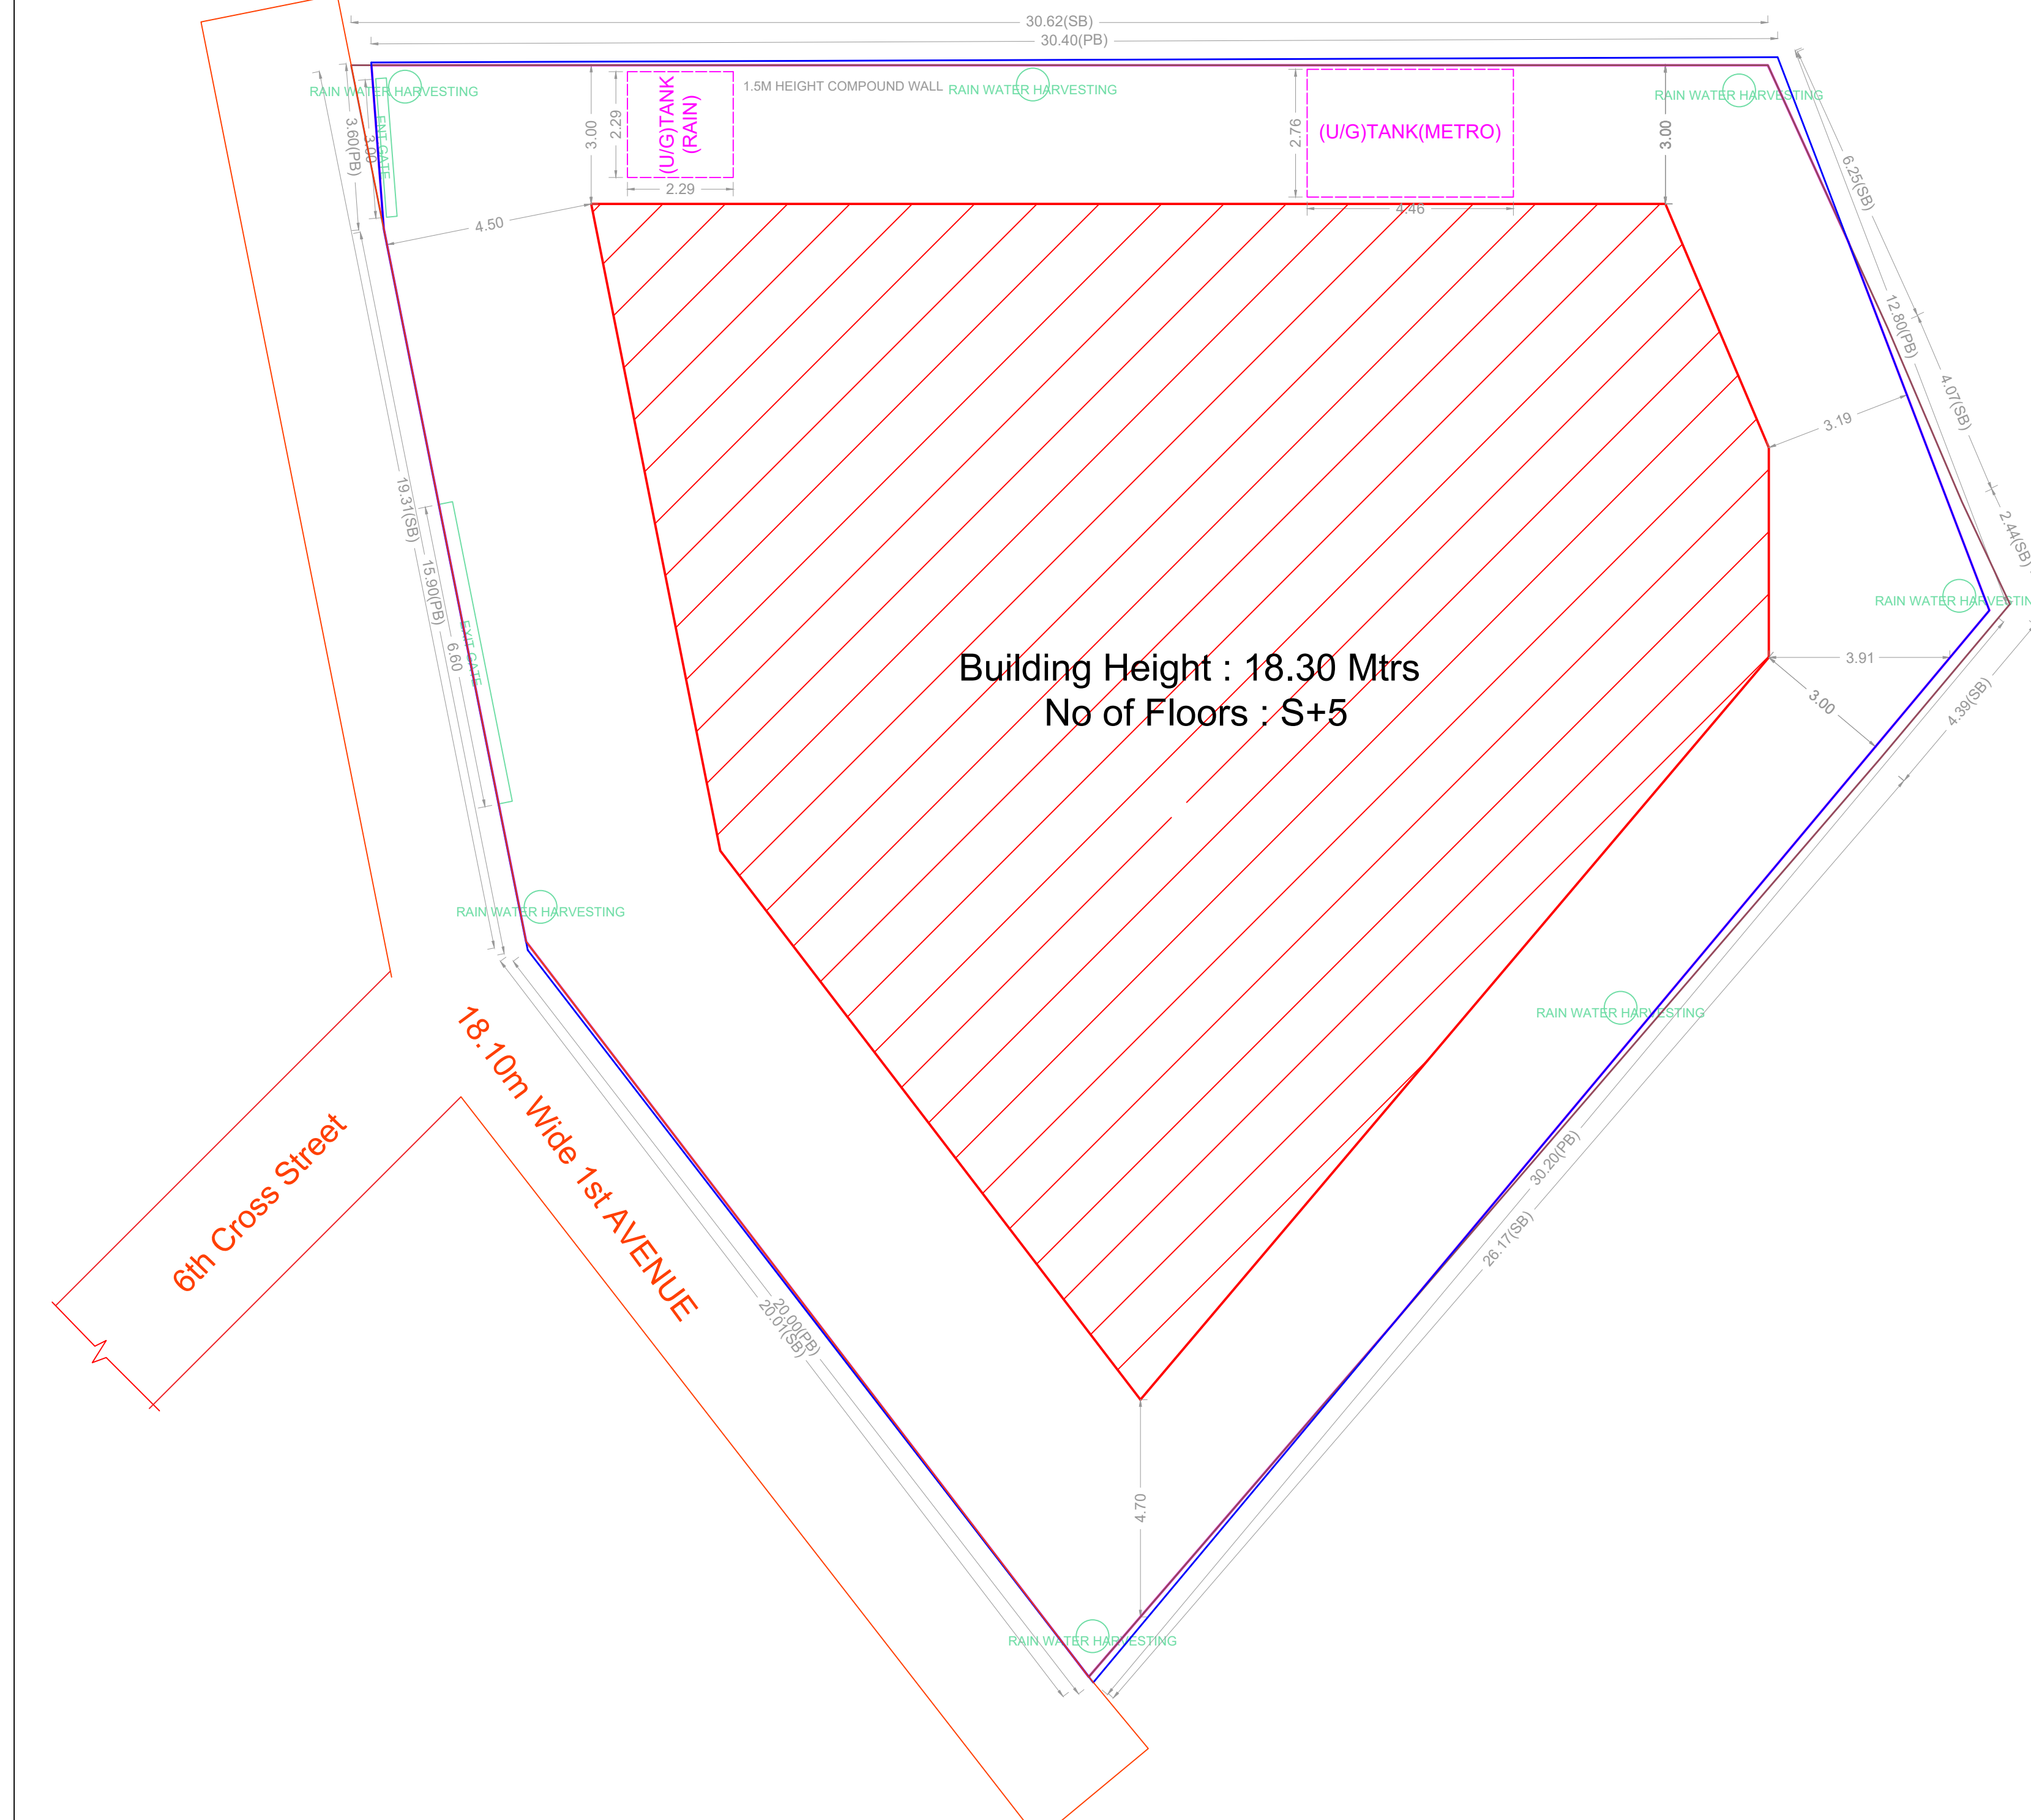 30.62(SB)
30.40(PB)
RAIN WATER HARVESTING
ENT GATE
3.60(PB)
3.00
3.00
2.29
(U/G)TANK
(RAIN)
2.29
1.5M HEIGHT COMPOUND WALL
RAIN WATER HARVESTING
2.76
(U/G)TANK(METRO)
4.46
3.00
RAIN WATER HARVESTING
6.25(SB)
12.80(PB)
4.07(SB)
2.44(SB)
4.50
3.19
RAIN WATER HARVESTIN
19.31(SB)
15.90(PB)
6.60
EXIT GATE
Building Height : 18.30 Mtrs
No of Floors : S+5
3.91
3.00
4.39(SB)
RAIN WATER HARVESTING
RAIN WATER HARVESTING
18.10m Wide 1st AVENUE
6th Cross Street
30.20(PB)
26.17(SB)
20.00(PB)
20.01(SB)
4.70
RAIN WATER HARVESTING